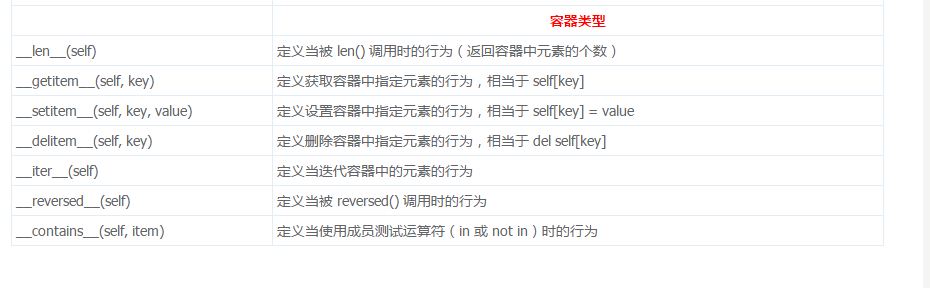 容器类型
__len__(self) 定义当被 len() 调用时的行为（返回容器中元素的个数）
__getitem__(self, key) 定义获取容器中指定元素的行为，相当于 self[key]
__setitem__(self, key, value) 定义设置容器中指定元素的行为，相当于 self[key] = value
__delitem__(self, key) 定义删除容器中指定元素的行为，相当于 del self[key]
__iter__(self) 定义当迭代容器中的元素的行为
__reversed__(self) 定义当被 reversed() 调用时的行为
__contains__(self, item) 定义当使用成员测试运算符（in 或 not in）时的行为